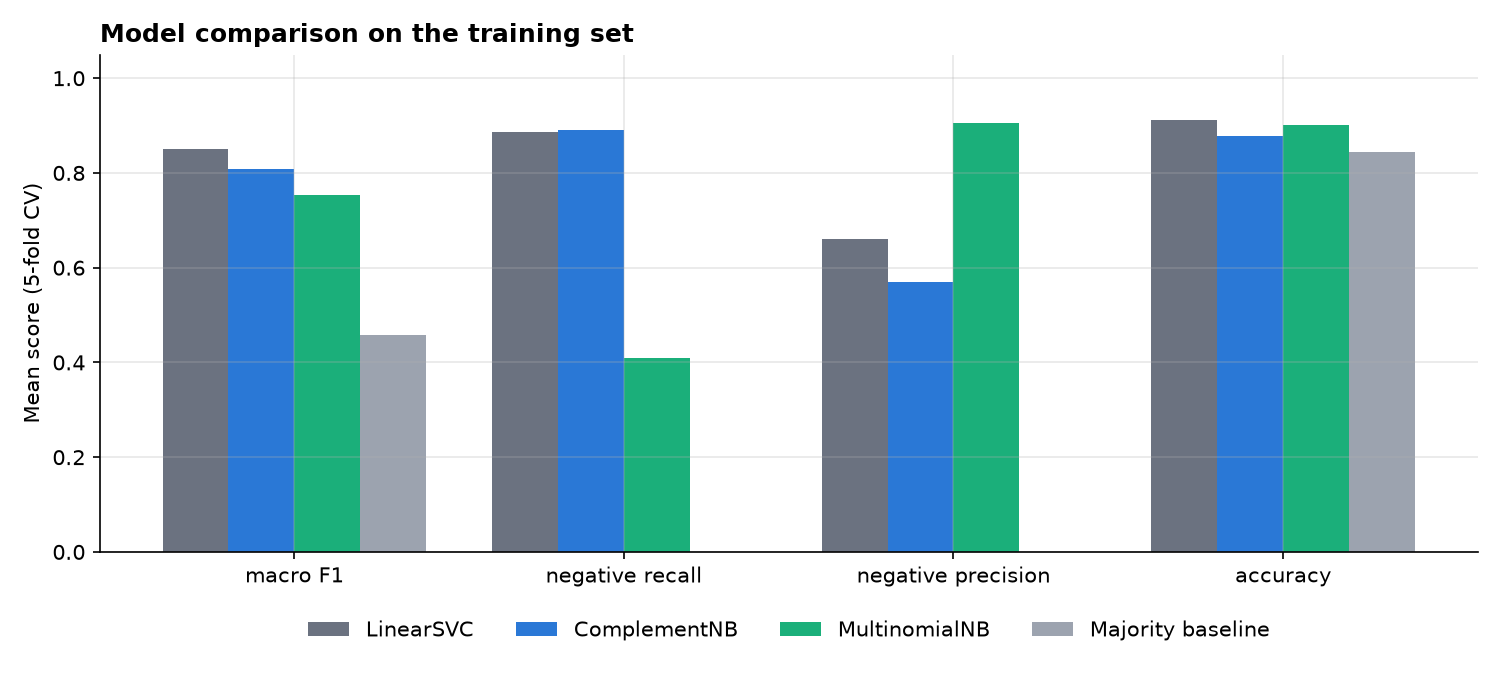 Model comparison on the training set
Mean score (5-fold CV)
1.0
0.8
0.6
0.4
0.2
0.0
macro F1 negative recall negative precision accuracy
LinearSVC ComplementNB MultinomialNB Majority baseline